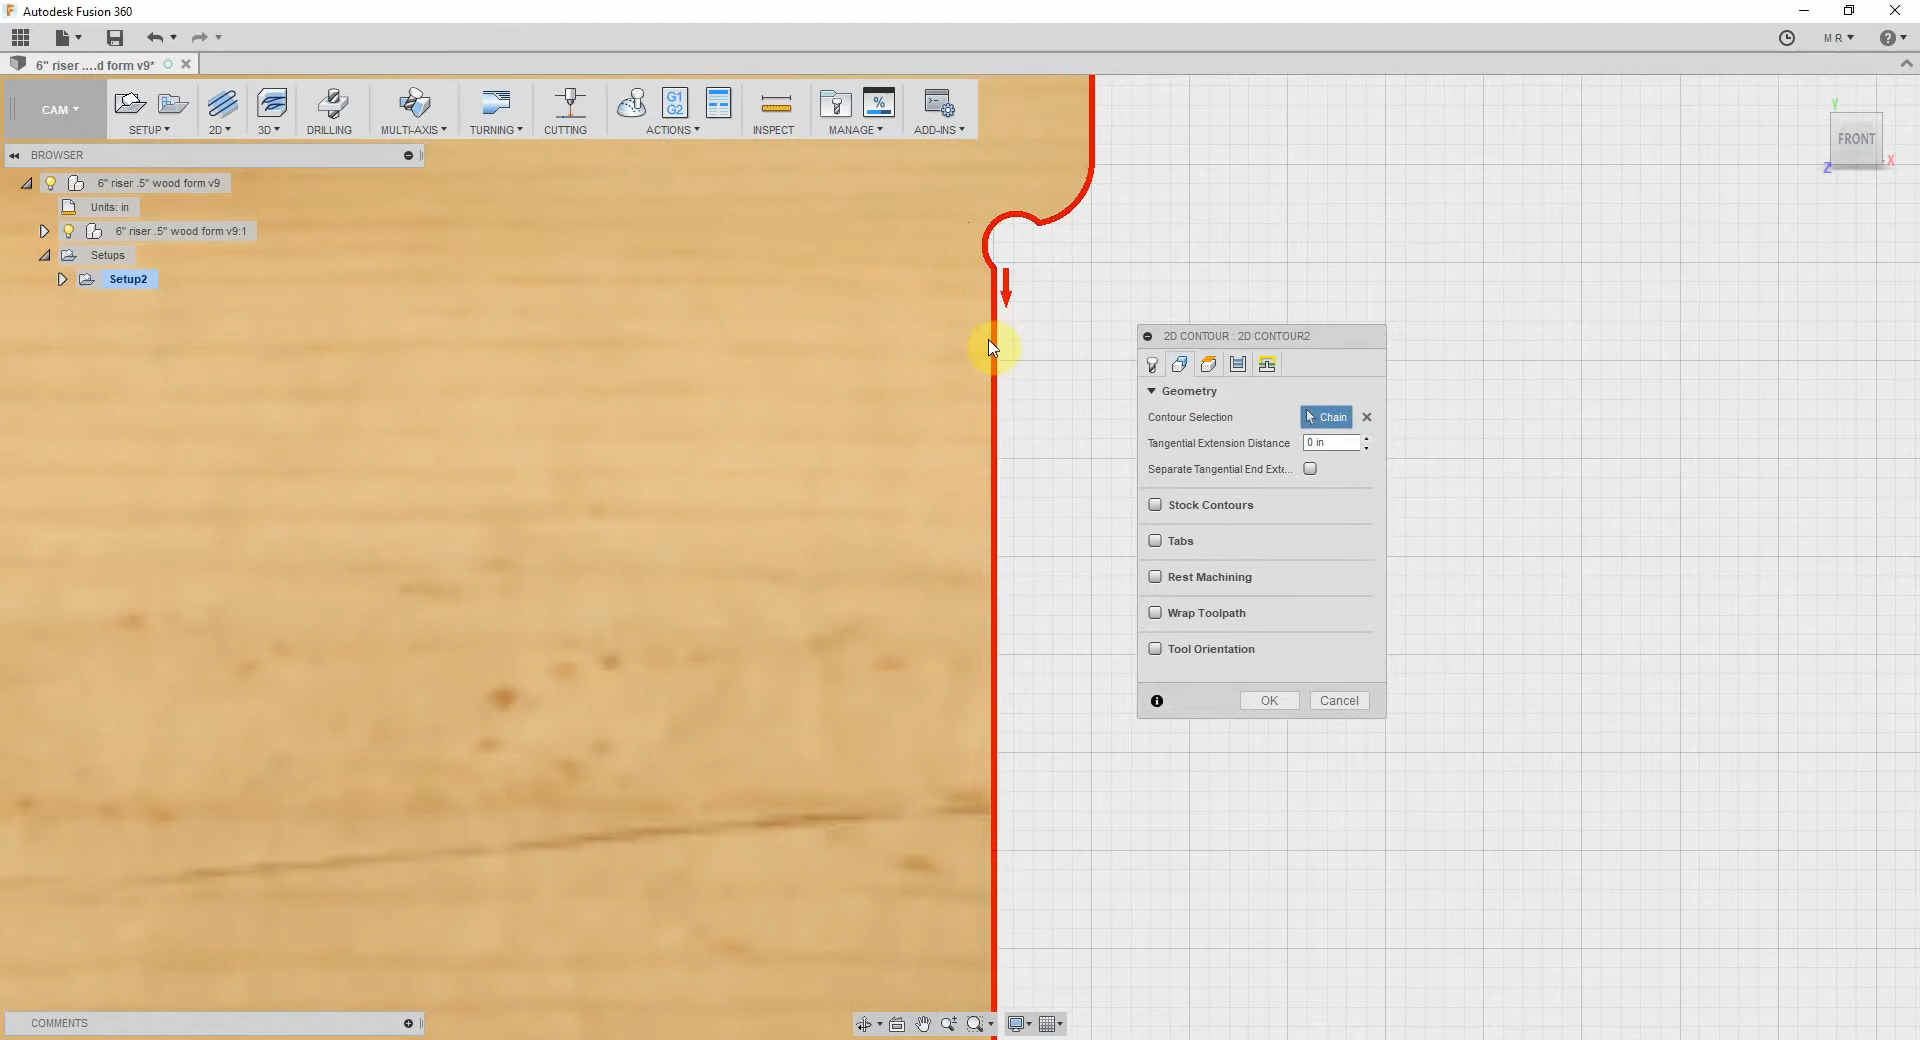 Autodesk Fusion 360
M R
6" riser ....d form v9*
CAM
G1
G2
%
SETUP
2D
3D
DRILLING
MULTI-AXIS
TURNING
CUTTING
ACTIONS
INSPECT
MANAGE
ADD-INS
BROWSER
6" riser .5" wood form v9
Units: in
6" riser .5" wood form v9:1
Setups
Setup2
Y
FRONT
X
Z
2D CONTOUR : 2D CONTOUR2
Geometry
Contour Selection
Chain
Tangential Extension Distance
0 in
Separate Tangential End Exte...
Stock Contours
Tabs
Rest Machining
Wrap Toolpath
Tool Orientation
OK
Cancel
COMMENTS